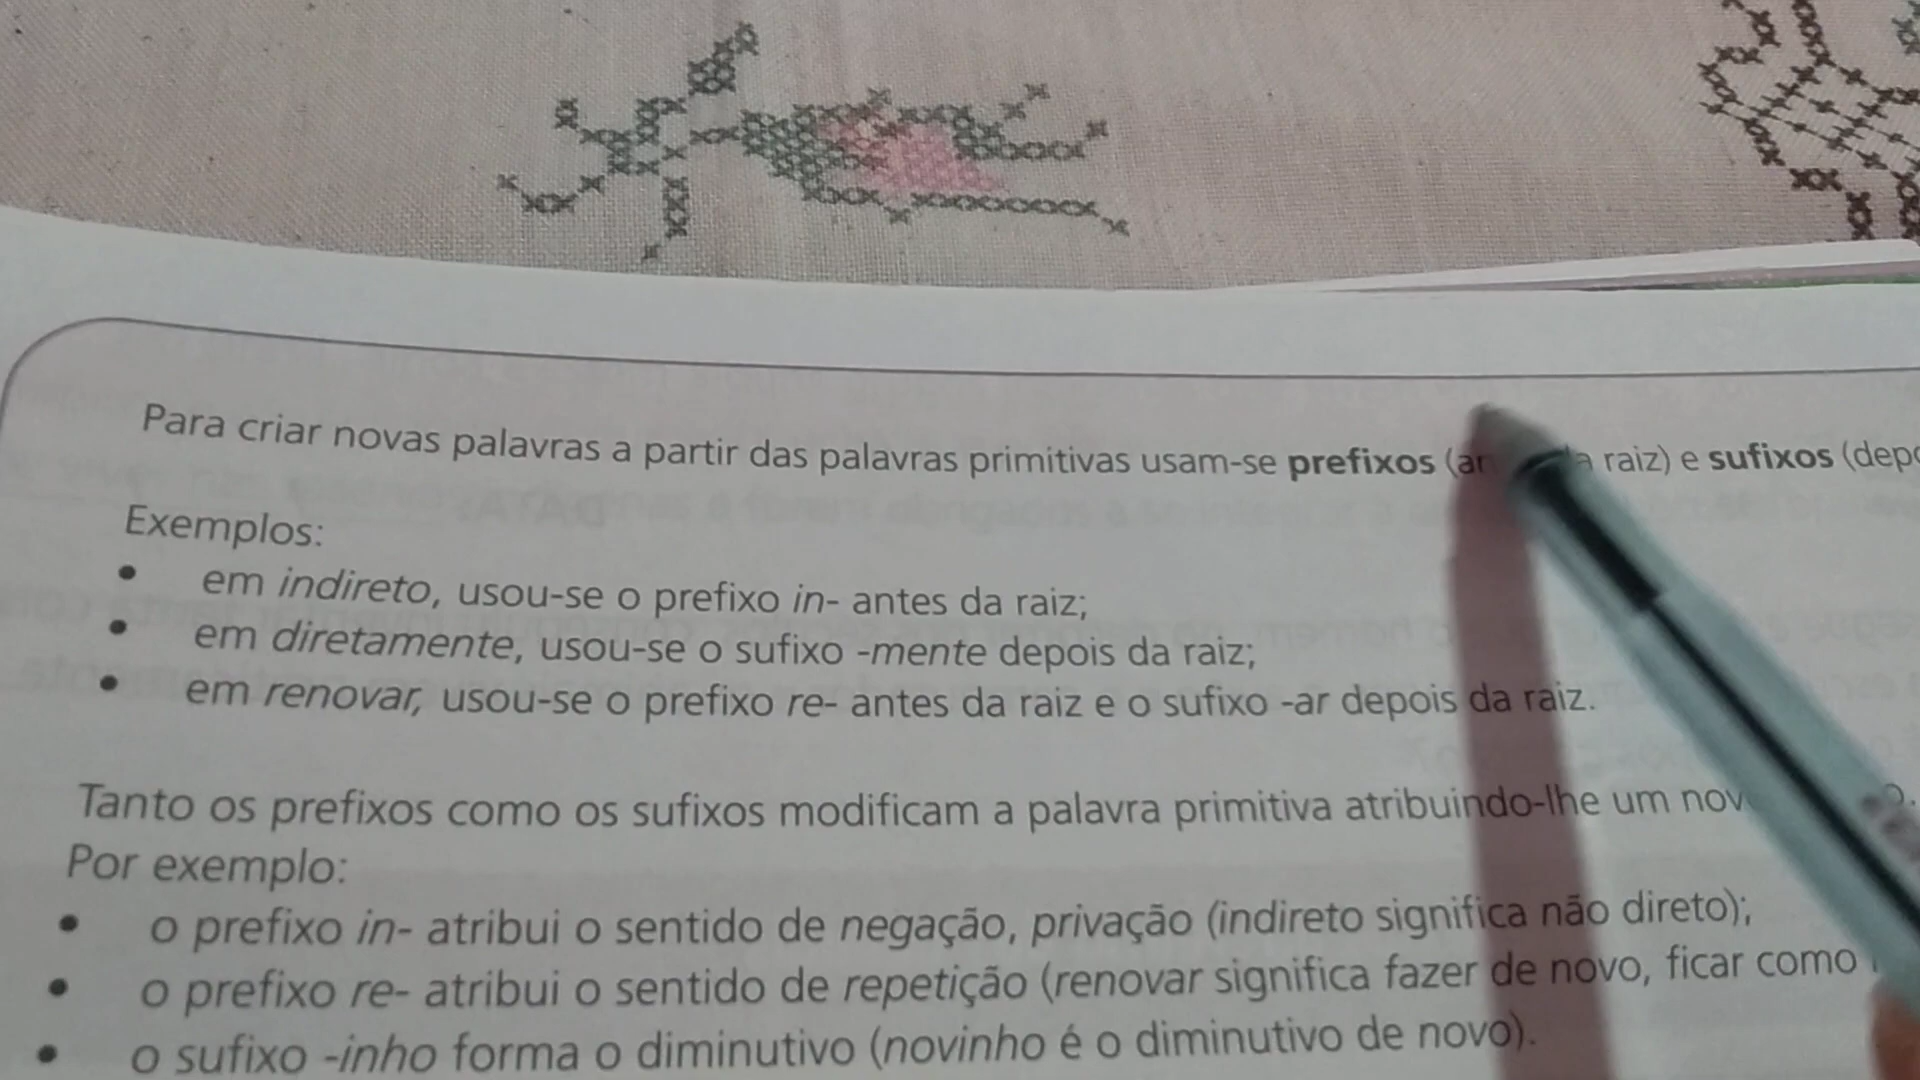 Para criar novas palavras a partir das palavras primitivas usam-se prefixos (an raiz) e sufixos (depo
Exemplos:
• em indireto, usou-se o prefixo in- antes da raiz;
• em diretamente, usou-se o sufixo -mente depois da raiz;
• em renovar, usou-se o prefixo re- antes da raiz e o sufixo -ar depois da raiz.
Tanto os prefixos como os sufixos modificam a palavra primitiva atribuindo-lhe um nov
Por exemplo:
• o prefixo in- atribui o sentido de negação, privação (indireto significa não direto);
• o prefixo re- atribui o sentido de repetição (renovar significa fazer de novo, ficar como
• o sufixo -inho forma o diminutivo (novinho é o diminutivo de novo).